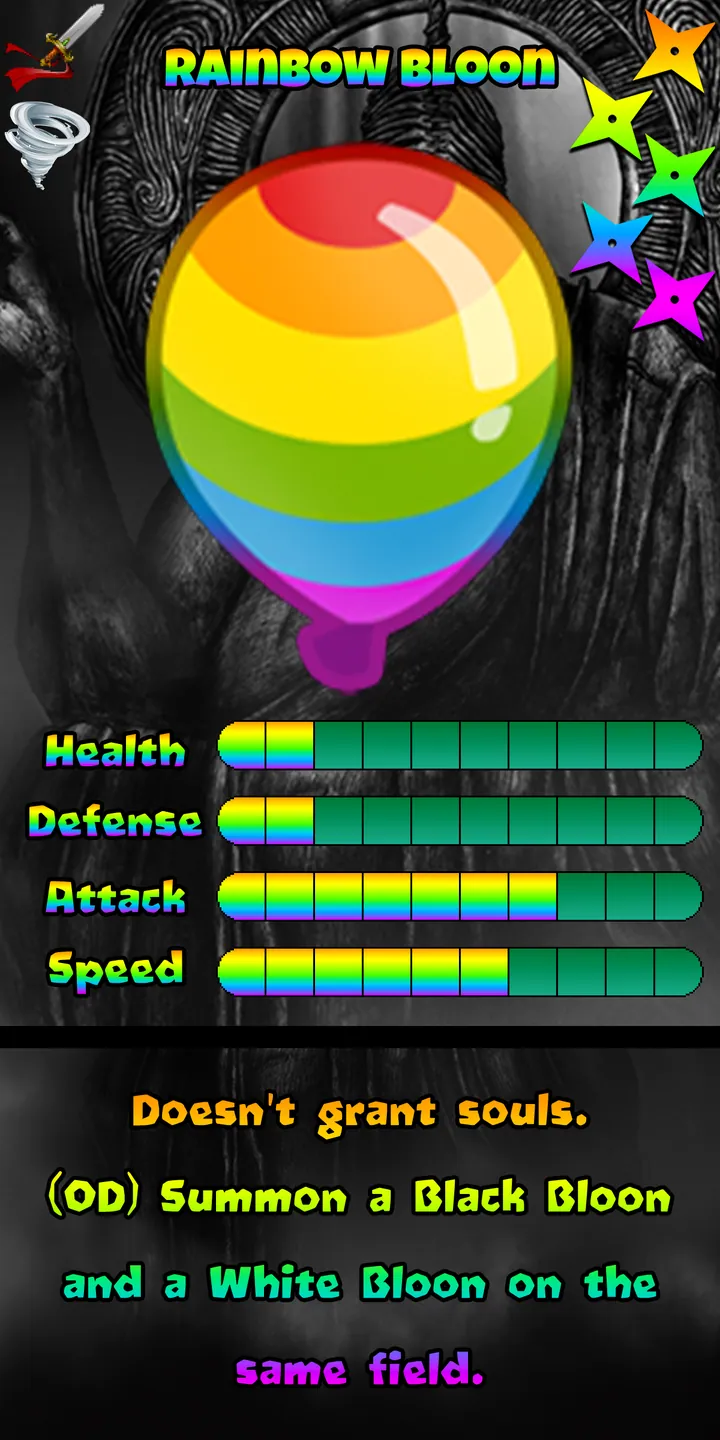 RAINBOW BLOON
Health
Defense
Attack
Speed
Doesn't grant souls.
(OD) Summon a Black Bloon
and a White Bloon on the
same field.